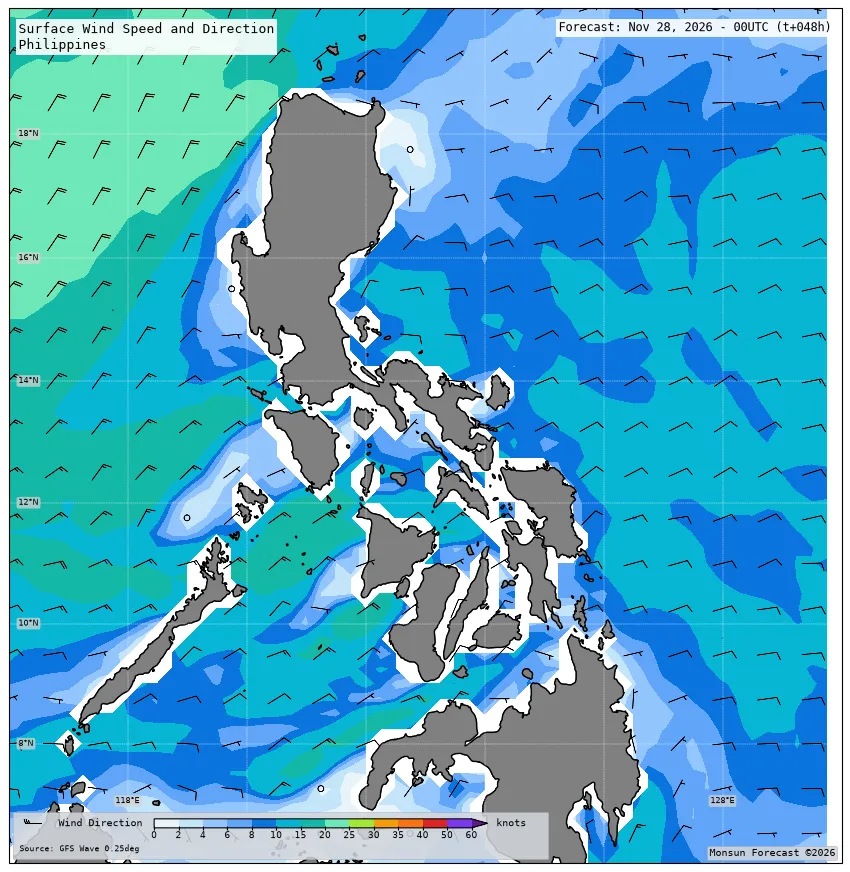 Surface Wind Speed and Direction
Philippines
Forecast: Nov 28, 2026 - 00UTC (t+048h)
18°N
16°N
14°N
12°N
10°N
8°N
118°E
128°E
Wind Direction
0 2 4 6 8 10 15 20 25 30 35 40 45 50 60
knots
Source: GFS Wave 0.25deg
Monsun Forecast ©2026